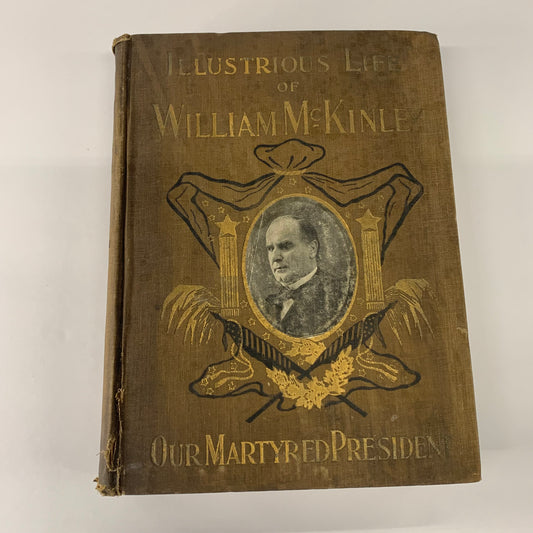 ILLUSTRIOUS LIFE
OF
WILLIAM McKINLEY
OUR MARTYRED PRESIDENT